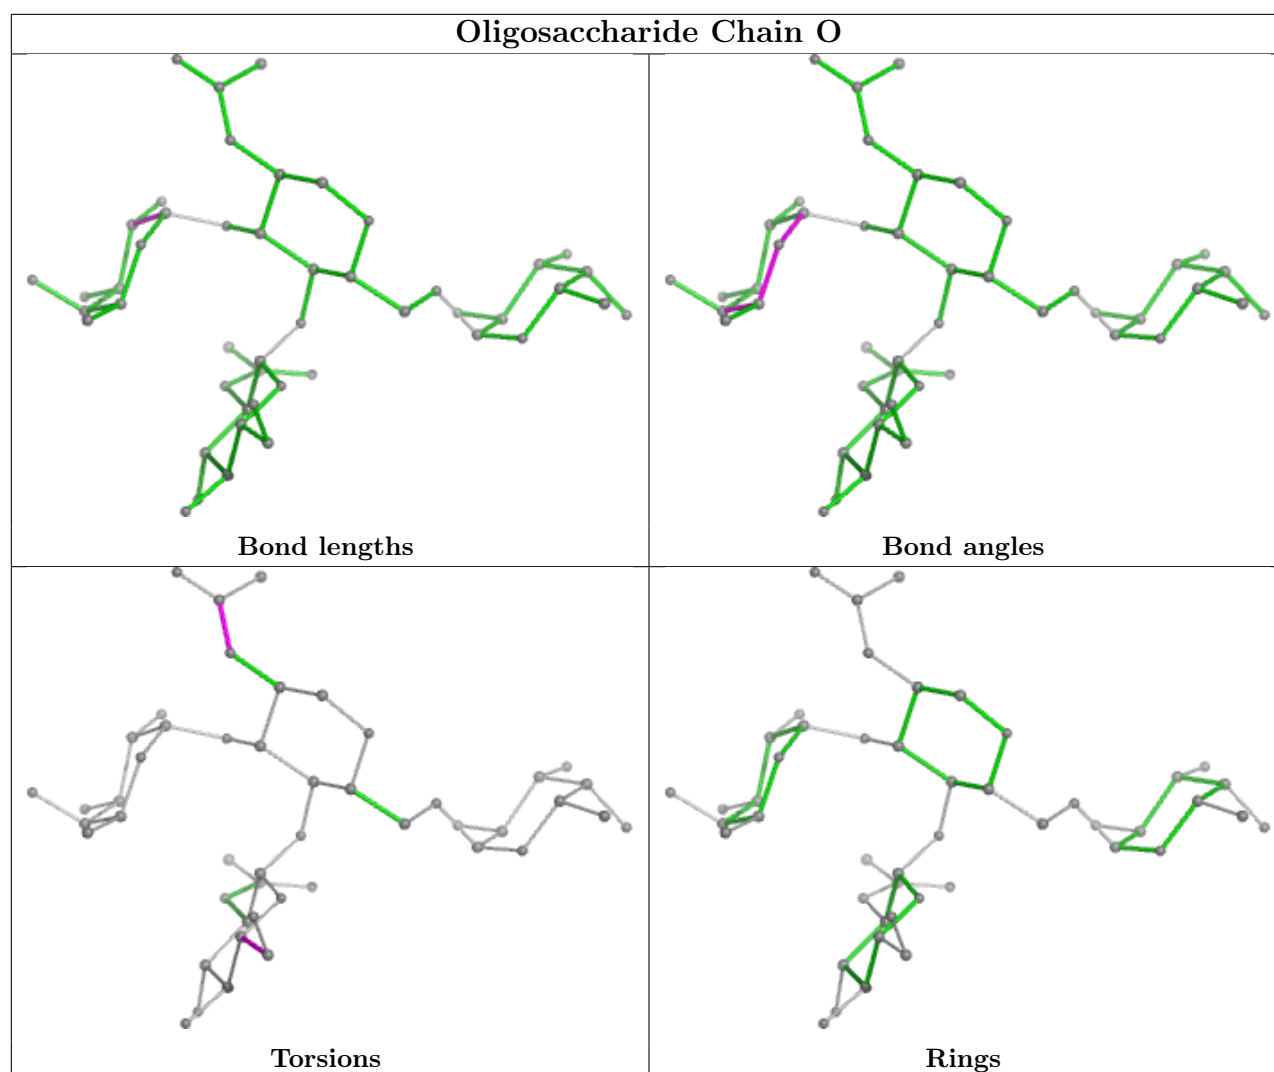 Oligosaccharide Chain O
Bond lengths
Bond angles
Torsions
Rings